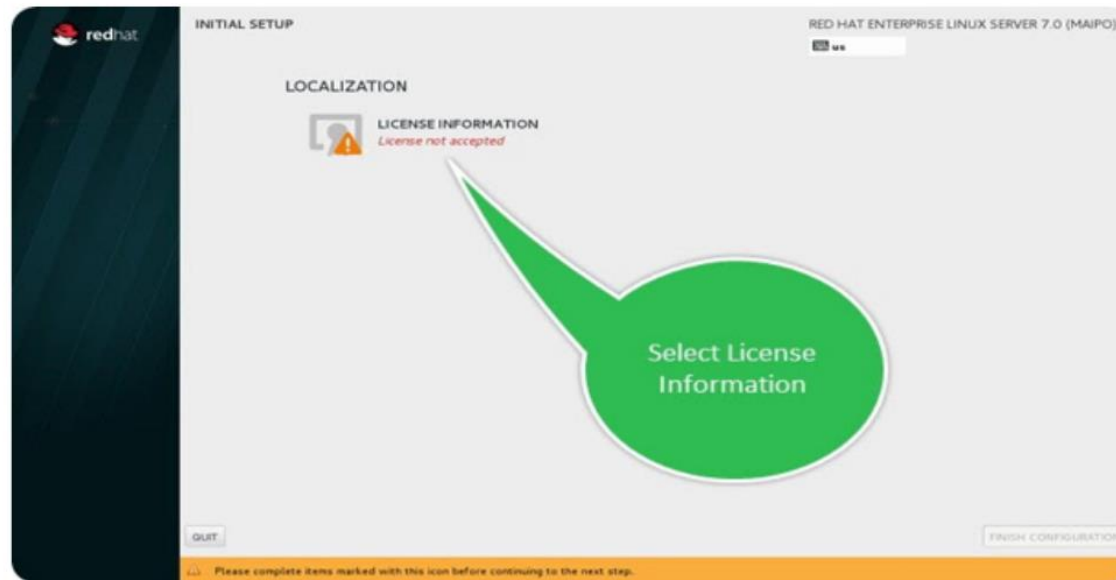 redhat
INITIAL SETUP
RED HAT ENTERPRISE LINUX SERVER 7.0 (MAIPO)
us
LOCALIZATION
LICENSE INFORMATION
License not accepted
Select License
Information
QUIT
FINISH CONFIGURATION
Please complete items marked with this icon before continuing to the next step.